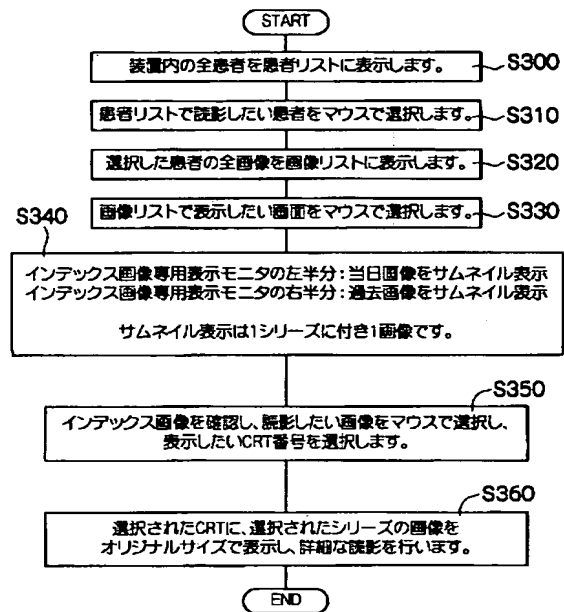 START
装置内の全患者を患者リストに表示します。
S300
患者リストで読影したい患者をマウスで選択します。
S310
選択した患者の全画像を画像リストに表示します。
S320
画像リストで表示したい画面をマウスで選択します。
S330
S340
インデックス画像専用表示モニタの左半分:当日画像をサムネイル表示
インデックス画像専用表示モニタの右半分:過去画像をサムネイル表示
サムネイル表示は1シリーズに付き1画像です。
S350
インデックス画像を確認し、読影したい画像をマウスで選択し、
表示したいCRT番号を選択します。
S360
選択されたCRTに、選択されたシリーズの画像を
オリジナルサイズで表示し、詳細な読影を行います。
END